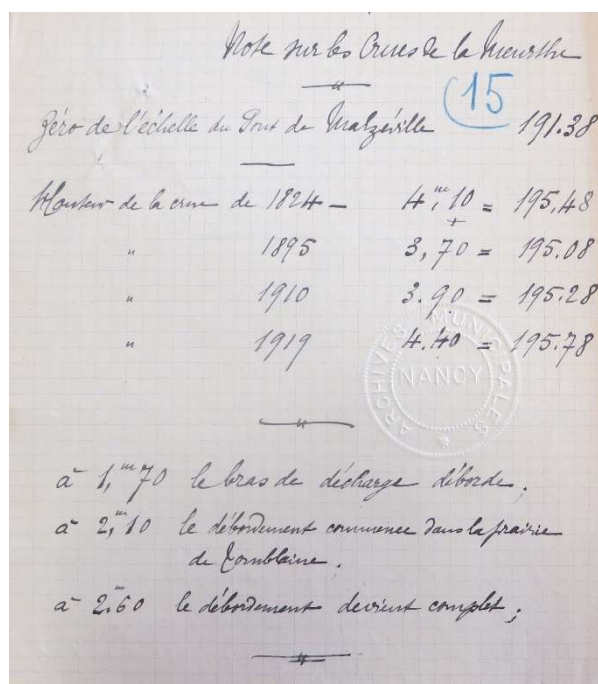 Note sur les Crues de la Meurthe
15
Zéro de l'échelle du Pont de Malzéville 191.38
Hauteur de la crue de 1824 — 4,m10 = 195,48
" 1895 3,70 = 195.08
" 1910 3.90 = 195.28
" 1919 4.40 = 195.78
ARCHIVES MUNICIPALES
NANCY
à 1,m70 le bras de décharge déborde ;
à 2,m10 le débordement commence dans la prairie
de Tomblaine .
à 2m.60 le débordement devient complet ;